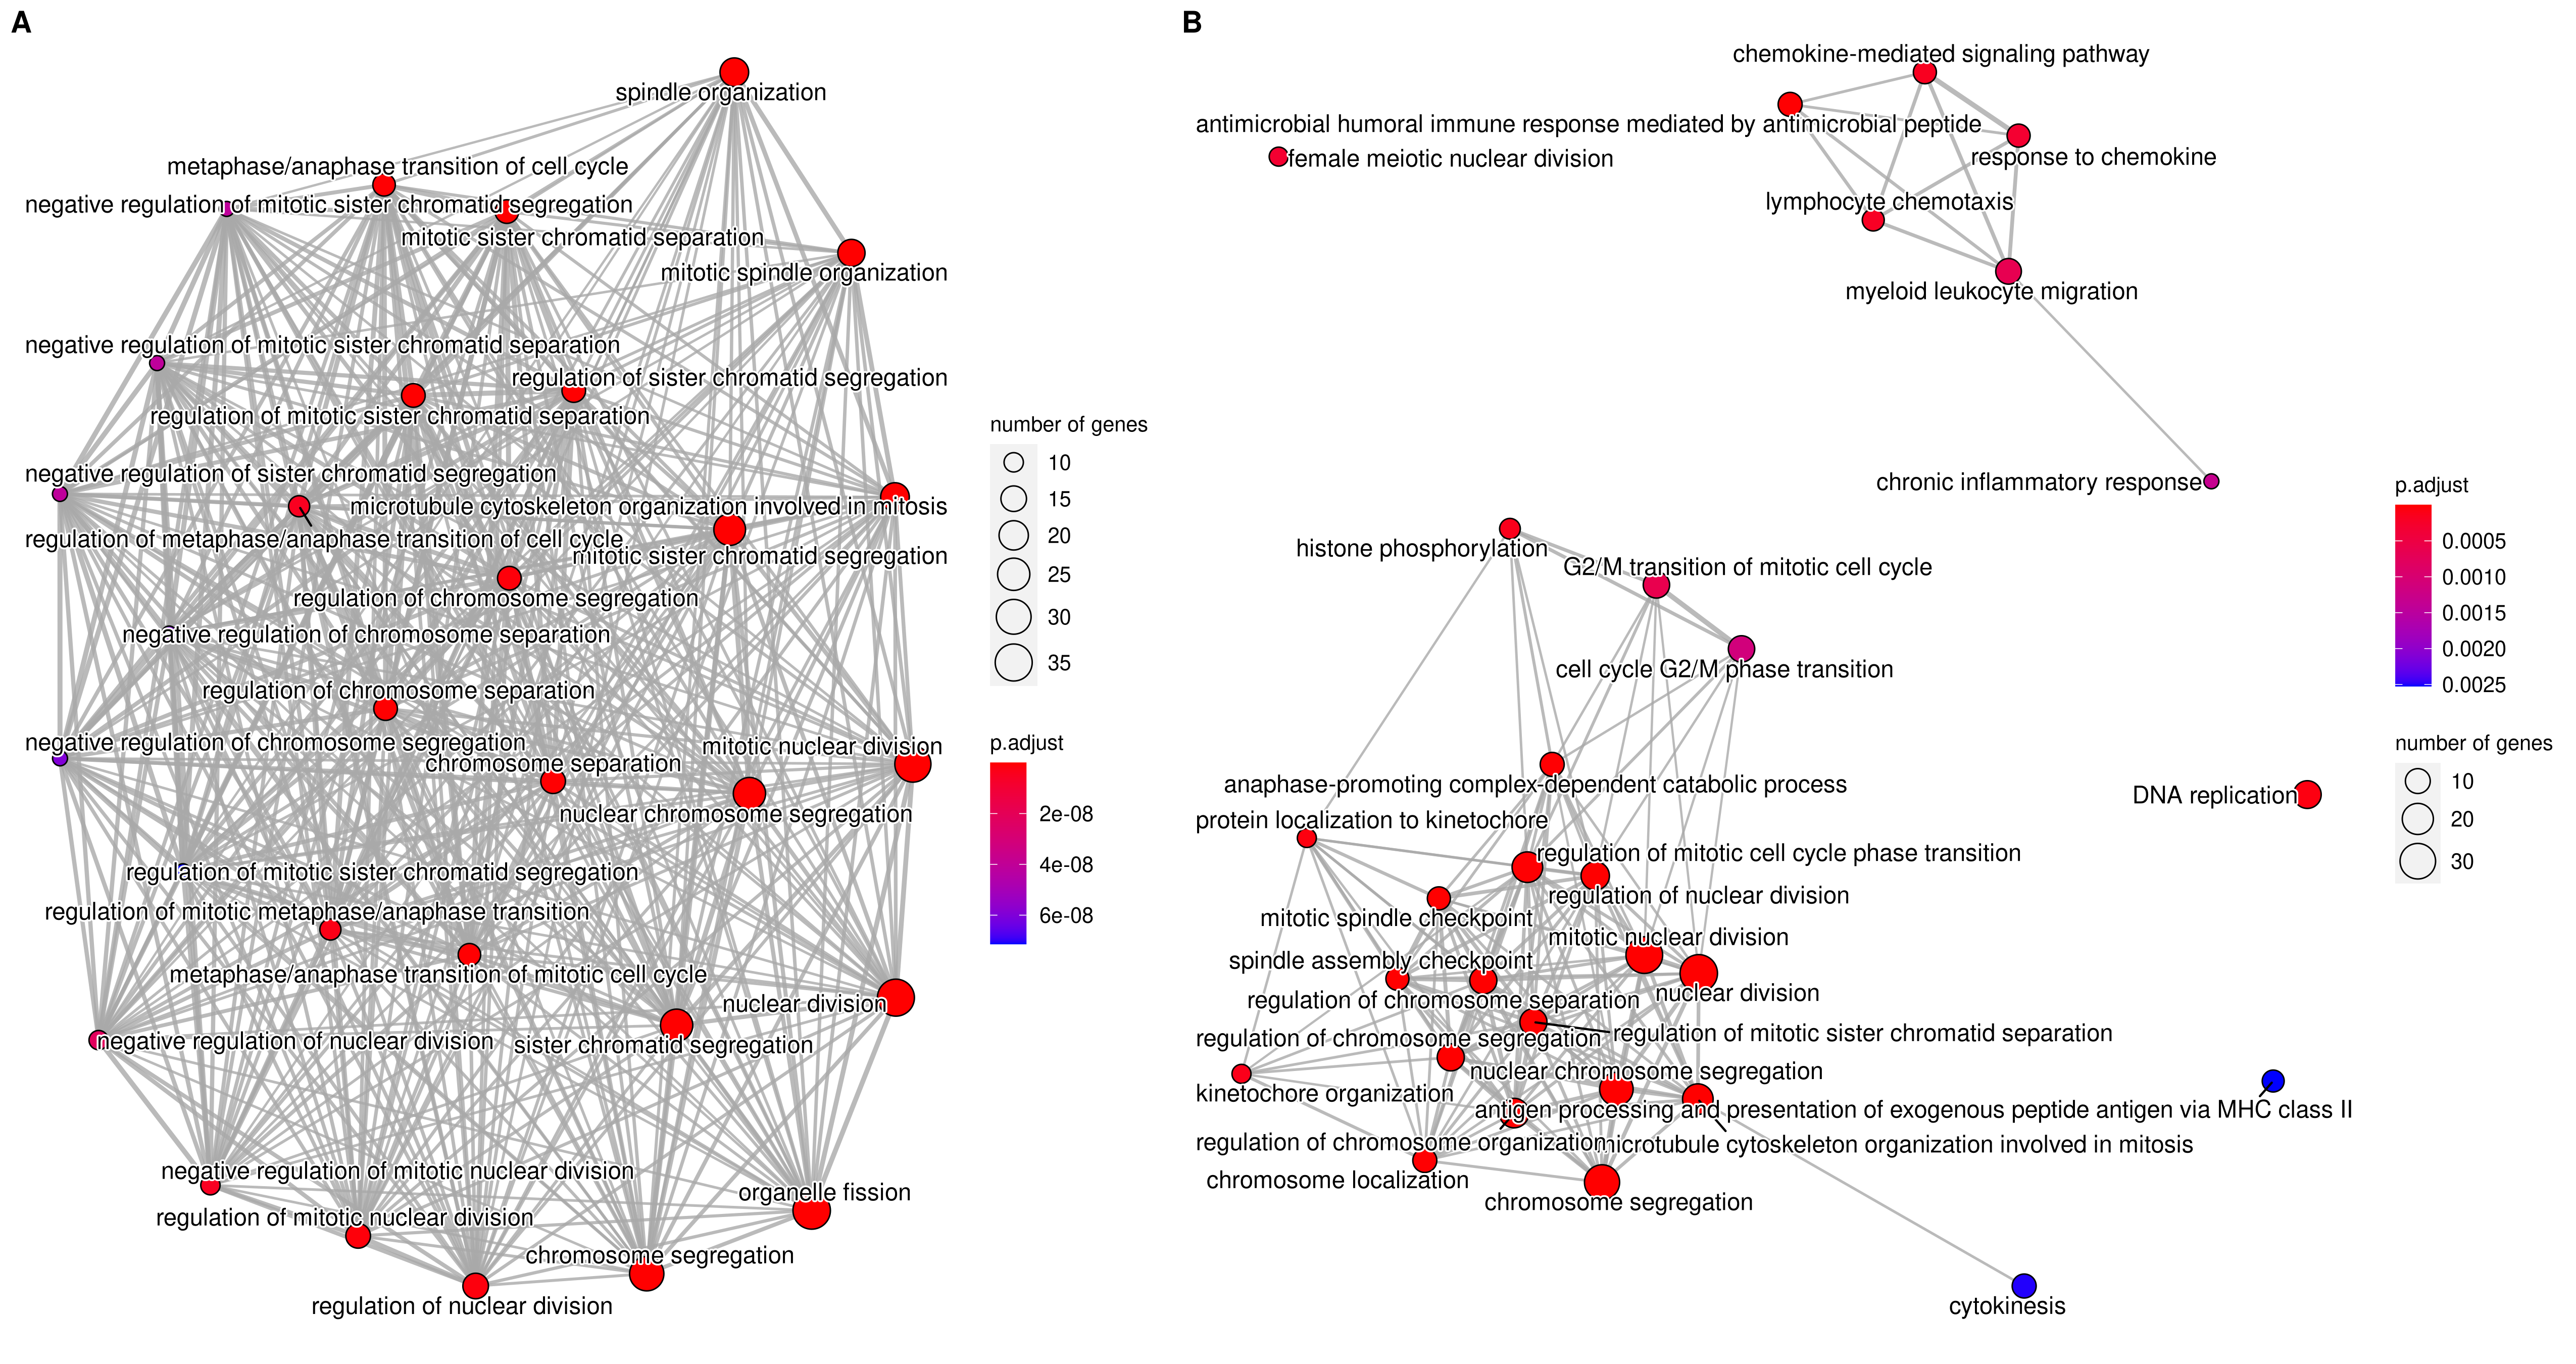 A
spindle organization
metaphase/anaphase transition of cell cycle
negative regulation of mitotic sister chromatid segregation
mitotic sister chromatid separation
mitotic spindle organization
negative regulation of mitotic sister chromatid separation
regulation of sister chromatid segregation
regulation of mitotic sister chromatid separation
negative regulation of sister chromatid segregation
microtubule cytoskeleton organization involved in mitosis
regulation of metaphase/anaphase transition of cell cycle
mitotic sister chromatid segregation
regulation of chromosome segregation
negative regulation of chromosome separation
regulation of chromosome separation
negative regulation of chromosome segregation
mitotic nuclear division
chromosome separation
nuclear chromosome segregation
regulation of mitotic sister chromatid segregation
regulation of mitotic metaphase/anaphase transition
metaphase/anaphase transition of mitotic cell cycle
nuclear division
negative regulation of nuclear division
sister chromatid segregation
negative regulation of mitotic nuclear division
organelle fission
regulation of mitotic nuclear division
chromosome segregation
regulation of nuclear division
number of genes
10
15
20
25
30
35
p.adjust
2e-08
4e-08
6e-08
B
chemokine-mediated signaling pathway
antimicrobial humoral immune response mediated by antimicrobial peptide
female meiotic nuclear division
response to chemokine
lymphocyte chemotaxis
myeloid leukocyte migration
chronic inflammatory response
histone phosphorylation
G2/M transition of mitotic cell cycle
cell cycle G2/M phase transition
anaphase-promoting complex-dependent catabolic process
DNA replication
protein localization to kinetochore
regulation of mitotic cell cycle phase transition
regulation of nuclear division
mitotic spindle checkpoint
mitotic nuclear division
spindle assembly checkpoint
nuclear division
regulation of chromosome separation
regulation of mitotic sister chromatid separation
regulation of chromosome segregation
nuclear chromosome segregation
kinetochore organization
antigen processing and presentation of exogenous peptide antigen via MHC class II
regulation of chromosome organization
microtubule cytoskeleton organization involved in mitosis
chromosome localization
chromosome segregation
cytokinesis
p.adjust
0.0005
0.0010
0.0015
0.0020
0.0025
number of genes
10
20
30